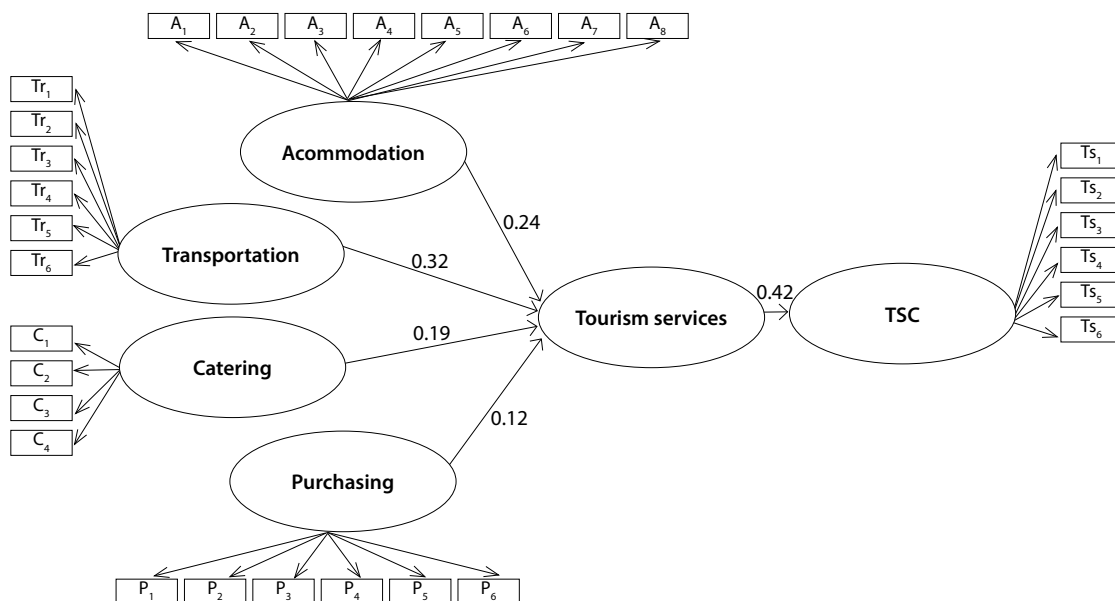 A₁ A₂ A₃ A₄ A₅ A₆ A₇ A₈
Tr₁
Tr₂
Tr₃
Tr₄
Tr₅
Tr₆
Acommodation
0.24
Transportation
0.32
C₁
C₂
C₃
C₄
Catering
0.19
Purchasing
0.12
P₁ P₂ P₃ P₄ P₅ P₆
Tourism services
0.42
TSC
Ts₁
Ts₂
Ts₃
Ts₄
Ts₅
Ts₆